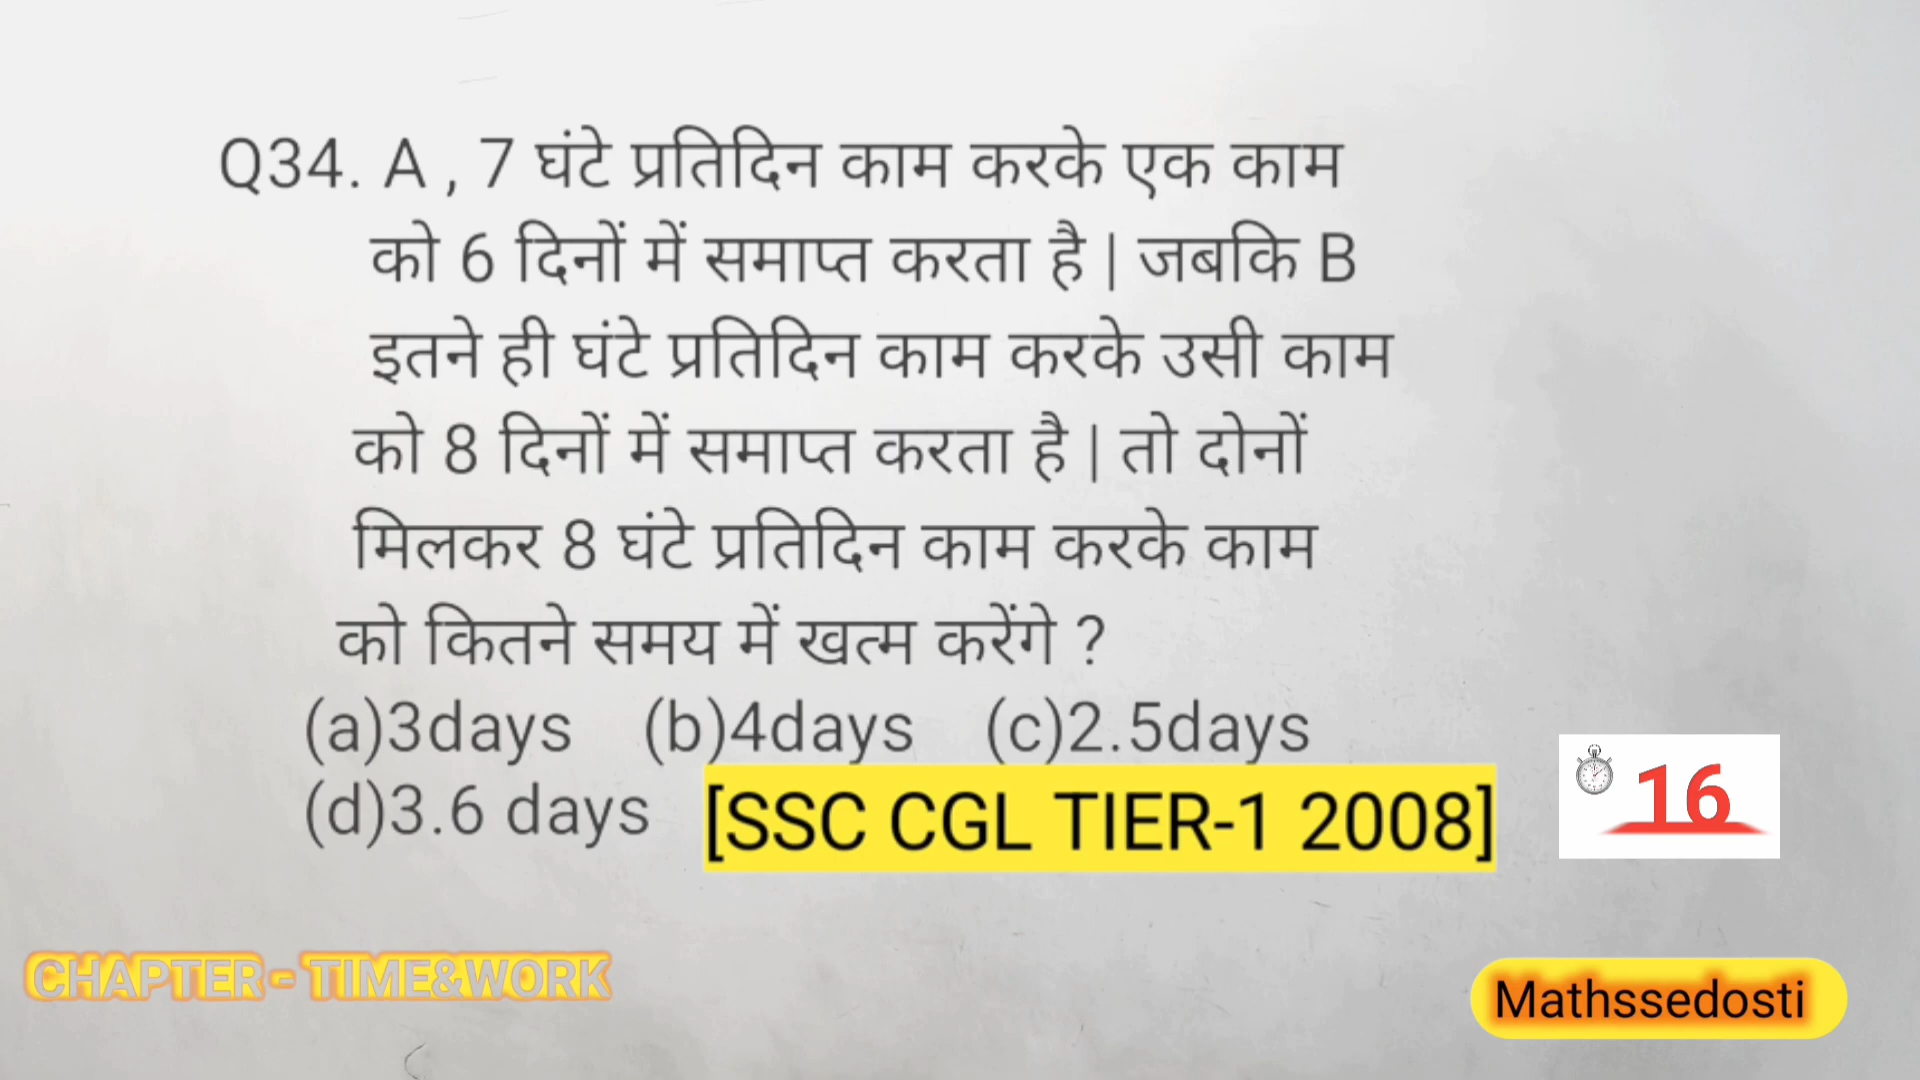 Q34. A , 7 घंटे प्रतिदिन काम करके एक काम
को 6 दिनों में समाप्त करता है | जबकि B
इतने ही घंटे प्रतिदिन काम करके उसी काम
को 8 दिनों में समाप्त करता है | तो दोनों
मिलकर 8 घंटे प्रतिदिन काम करके काम
को कितने समय में खत्म करेंगे ?
(a)3days (b)4days (c)2.5days
(d)3.6 days [SSC CGL TIER-1 2008]
16
CHAPTER - TIME&WORK
Mathssedosti